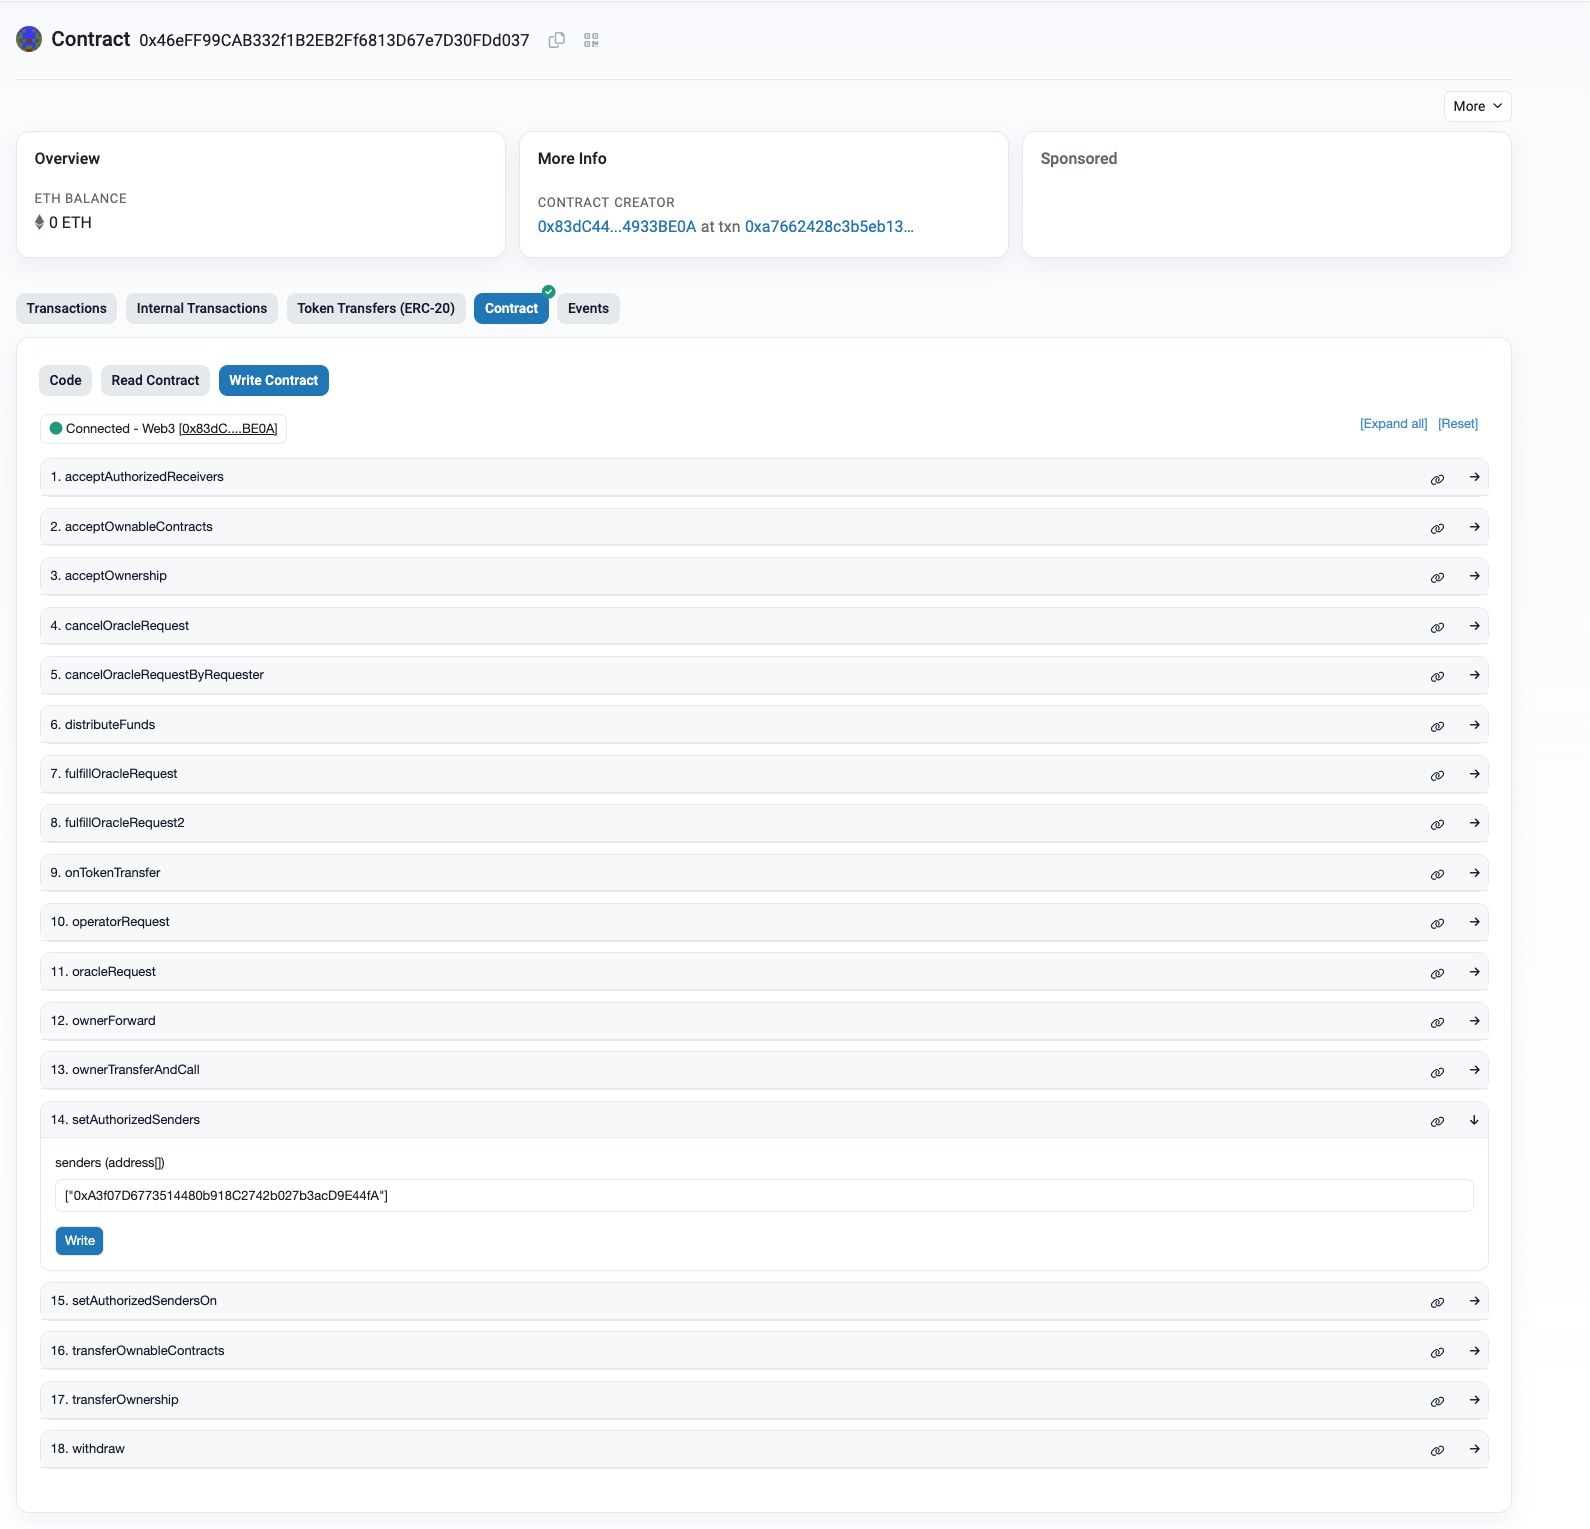 Contract 0x46eFF99CAB332f1B2EB2Ff6813D67e7D30FDd037
More
Overview
ETH BALANCE
0 ETH
More Info
CONTRACT CREATOR
0x83dC44...4933BE0A at txn 0xa7662428c3b5eb13...
Sponsored
Transactions
Internal Transactions
Token Transfers (ERC-20)
Contract
Events
Code
Read Contract
Write Contract
Connected - Web3 [0x83dC....BE0A]
[Expand all] [Reset]
1. acceptAuthorizedReceivers
2. acceptOwnableContracts
3. acceptOwnership
4. cancelOracleRequest
5. cancelOracleRequestByRequester
6. distributeFunds
7. fulfillOracleRequest
8. fulfillOracleRequest2
9. onTokenTransfer
10. operatorRequest
11. oracleRequest
12. ownerForward
13. ownerTransferAndCall
14. setAuthorizedSenders
senders (address[])
["0xA3f07D6773514480b918C2742b027b3acD9E44fA"]
Write
15. setAuthorizedSendersOn
16. transferOwnableContracts
17. transferOwnership
18. withdraw